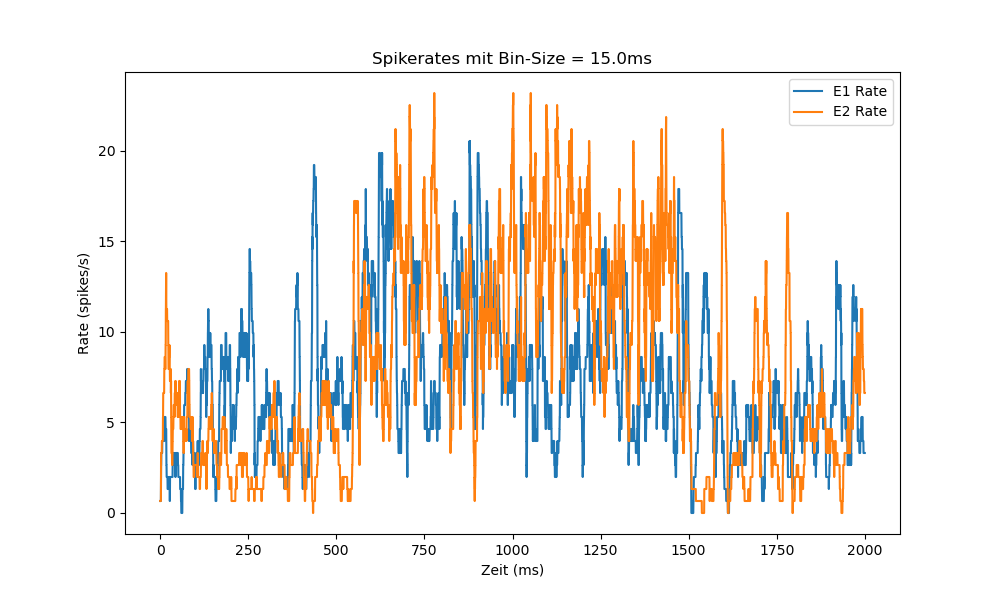 Spikerates mit Bin-Size = 15.0ms
E1 Rate
E2 Rate
Rate (spikes/s)
20
15
10
5
0
0 250 500 750 1000 1250 1500 1750 2000
Zeit (ms)